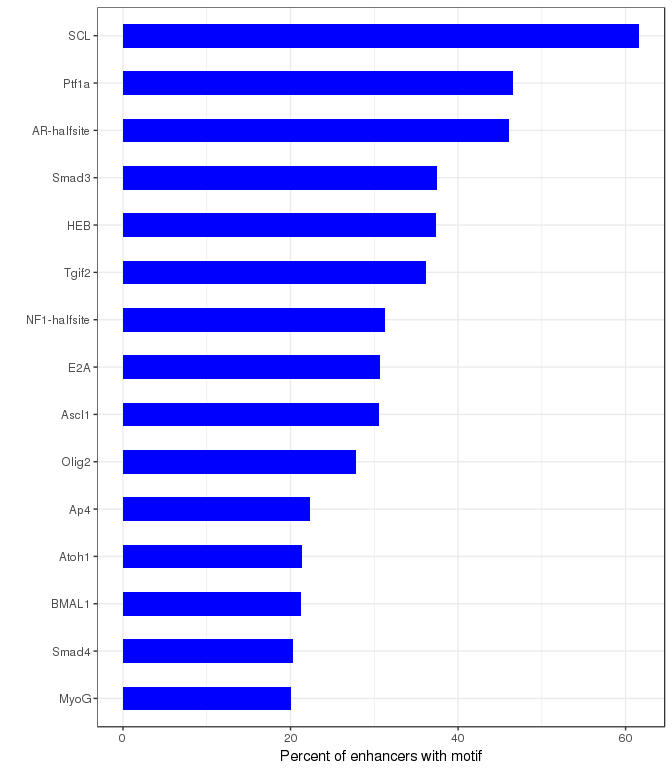 SCL
Ptf1a
AR-halfsite
Smad3
HEB
Tgif2
NF1-halfsite
E2A
Ascl1
Olig2
Ap4
Atoh1
BMAL1
Smad4
MyoG
0 20 40 60
Percent of enhancers with motif